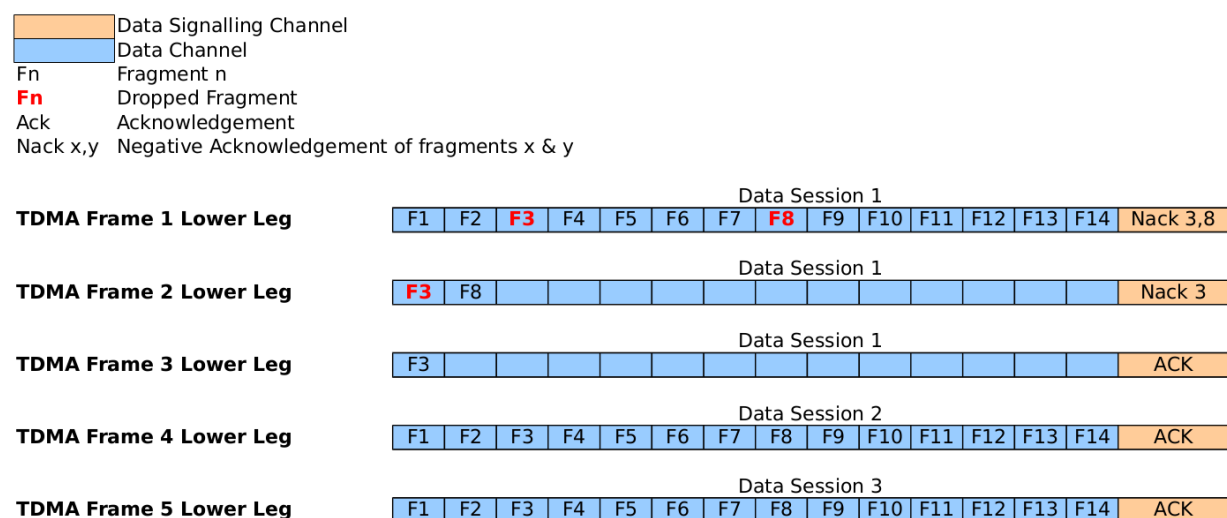 Data Signalling Channel
Data Channel
Fn Fragment n
Fn Dropped Fragment
Ack Acknowledgement
Nack x,y Negative Acknowledgement of fragments x & y
Data Session 1
TDMA Frame 1 Lower Leg F1 F2 F3 F4 F5 F6 F7 F8 F9 F10 F11 F12 F13 F14 Nack 3,8
Data Session 1
TDMA Frame 2 Lower Leg F3 F8 Nack 3
Data Session 1
TDMA Frame 3 Lower Leg F3 ACK
Data Session 2
TDMA Frame 4 Lower Leg F1 F2 F3 F4 F5 F6 F7 F8 F9 F10 F11 F12 F13 F14 ACK
Data Session 3
TDMA Frame 5 Lower Leg F1 F2 F3 F4 F5 F6 F7 F8 F9 F10 F11 F12 F13 F14 ACK